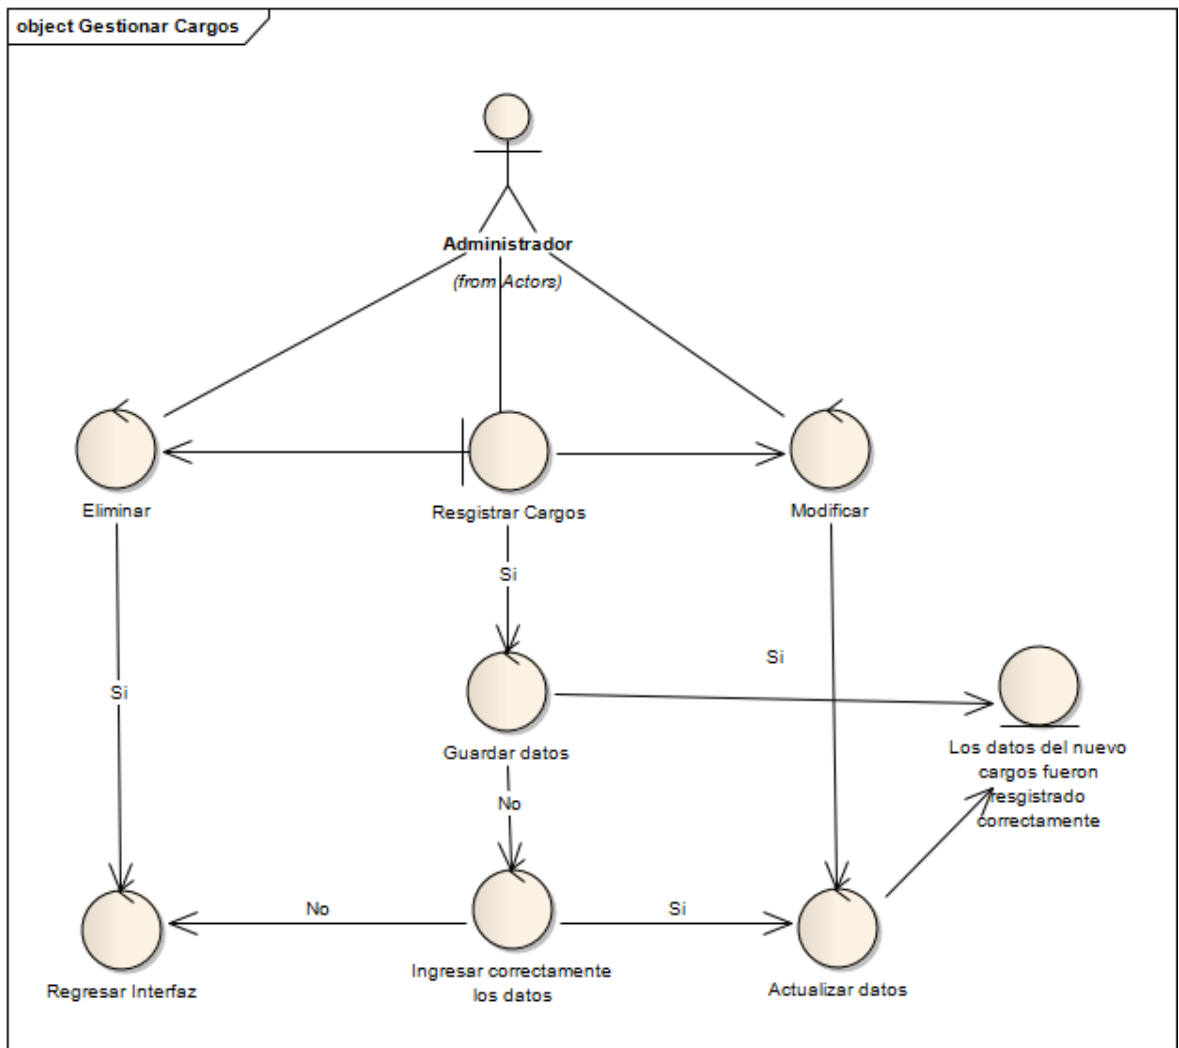 object Gestionar Cargos
Administrador
(from Actors)
Eliminar
Resgistrar Cargos
Modificar
Si
Si
Si
Guardar datos
Los datos del nuevo
cargos fueron
resgistrado
correctamente
No
No
Si
Regresar Interfaz
Ingresar correctamente
los datos
Actualizar datos